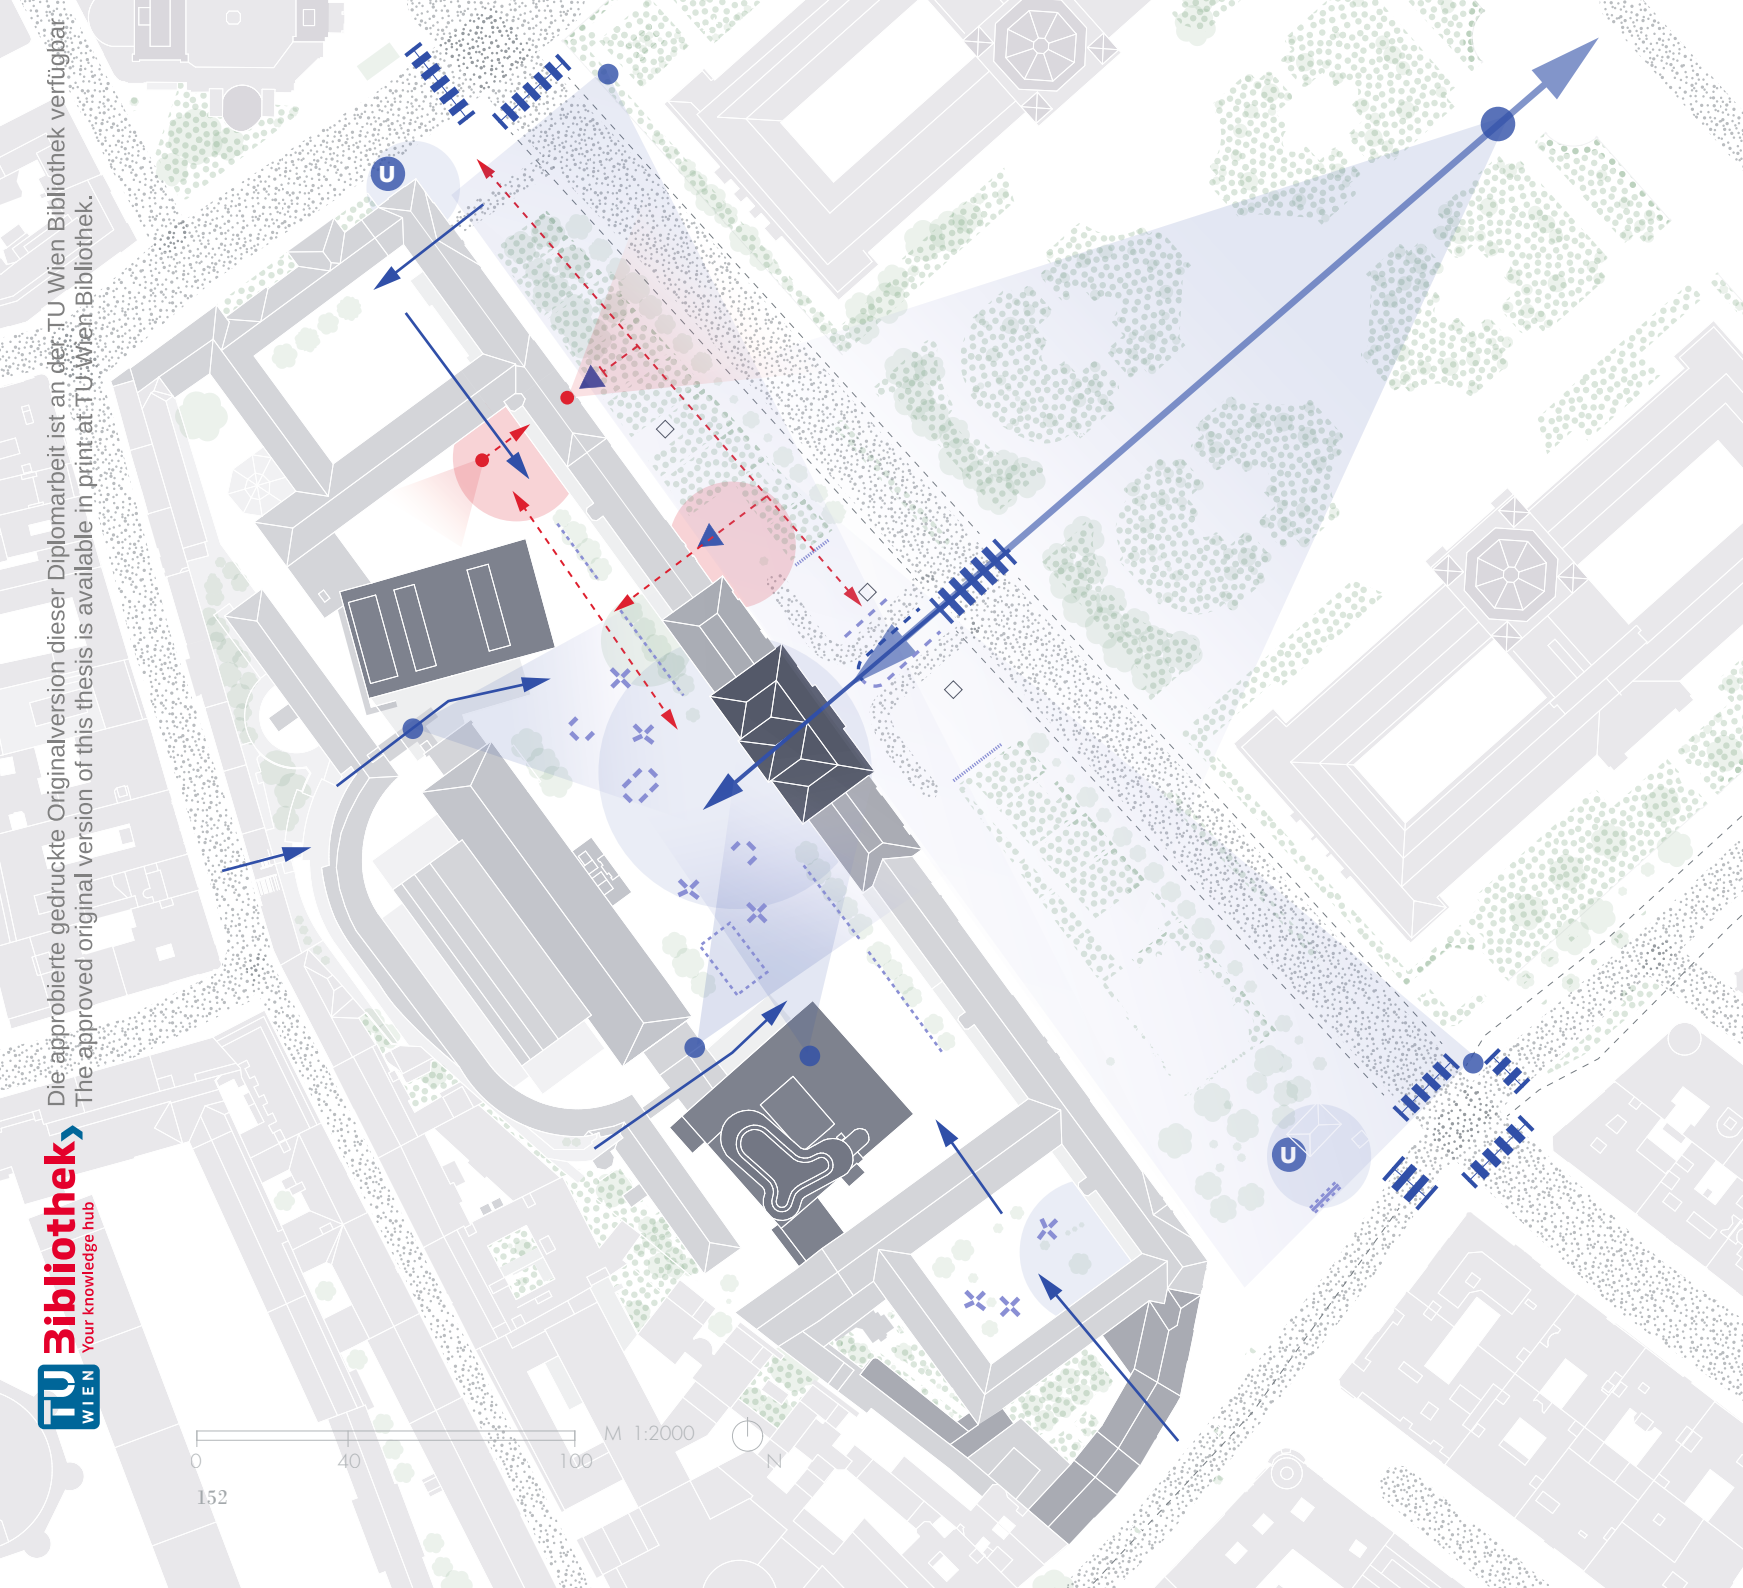 Die approbierte gedruckte Originalversion dieser Diplomarbeit ist an der TU Wien Bibliothek verfügbar
The approved original version of this thesis is available in print at TU Wien Bibliothek.
TU WIEN
Bibliothek
Your knowledge hub
U
U
M 1:2000
0 40 100 N
152